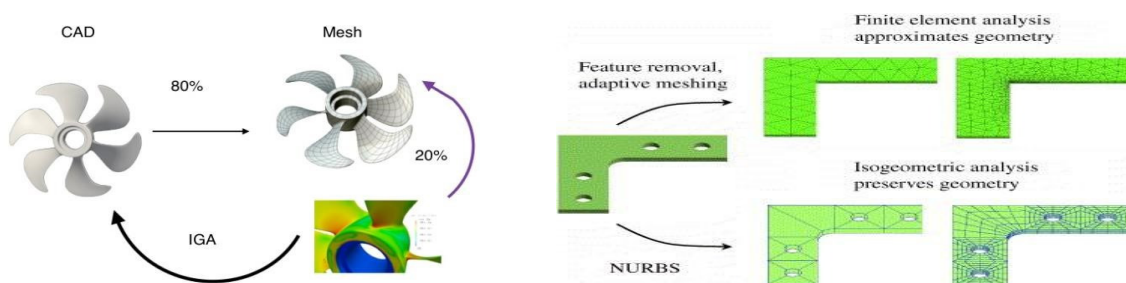 CAD
Mesh
80%
20%
IGA
Finite element analysis
approximates geometry
Feature removal,
adaptive meshing
Isogeometric analysis
preserves geometry
NURBS